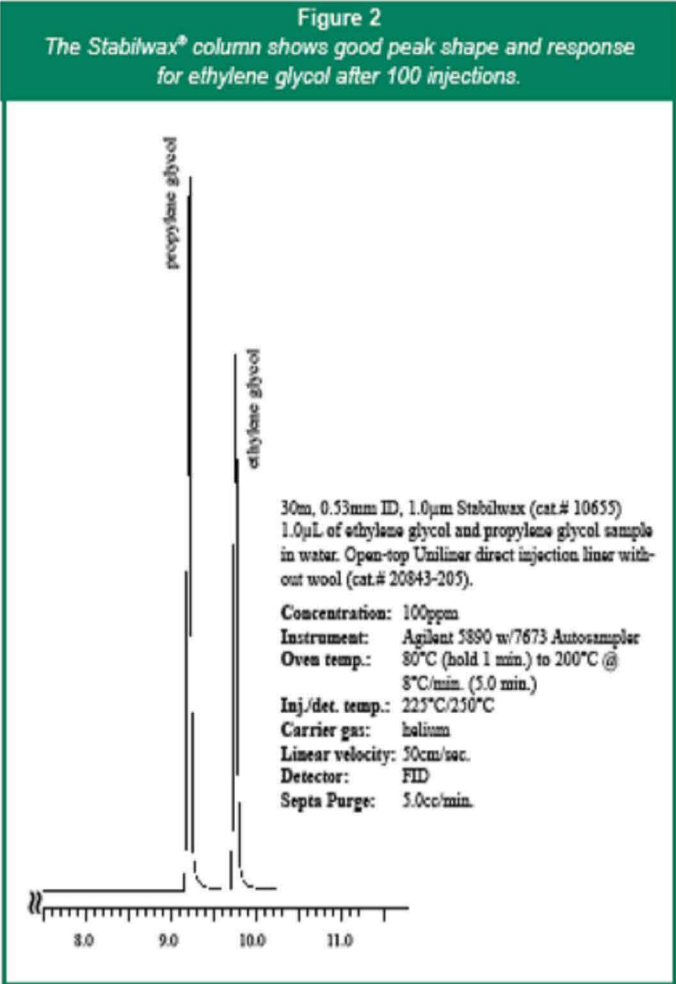 Figure 2
The Stabilwax® column shows good peak shape and response
for ethylene glycol after 100 injections.
propylene glycol
ethylene glycol
30m, 0.53mm ID, 1.0µm Stabilwax (cat.# 10655)
1.0µL of ethylene glycol and propylene glycol sample
in water. Open-top Uniliner direct injection liner with-
out wool (cat.# 20843-205).
Concentration: 100ppm
Instrument: Agilent 5890 w/7673 Autosampler
Oven temp.: 80°C (hold 1 min.) to 200°C @
8°C/min. (5.0 min.)
Inj./det. temp.: 225°C/250°C
Carrier gas: helium
Linear velocity: 50cm/sec.
Detector: FID
Septa Purge: 5.0cc/min.
8.0 9.0 10.0 11.0